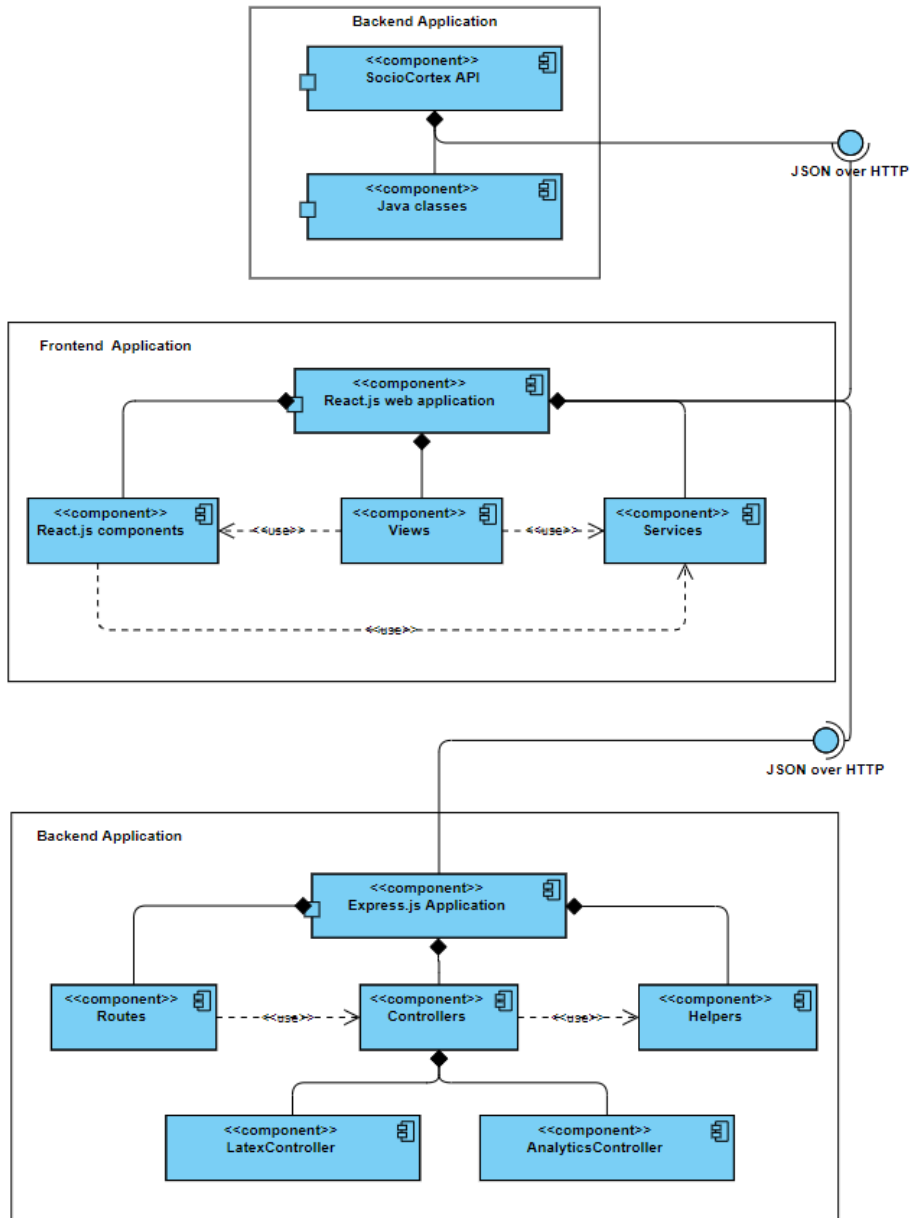 Backend Application
<<component>>
SocioCortex API
JSON over HTTP
<<component>>
Java classes
Frontend Application
<<component>>
React.js web application
<<component>>
React.js components
<<use>>
<<component>>
Views
<<use>>
<<component>>
Services
<<use>>
JSON over HTTP
Backend Application
<<component>>
Express.js Application
<<component>>
Routes
<<use>>
<<component>>
Controllers
<<use>>
<<component>>
Helpers
<<component>>
LatexController
<<component>>
AnalyticsController